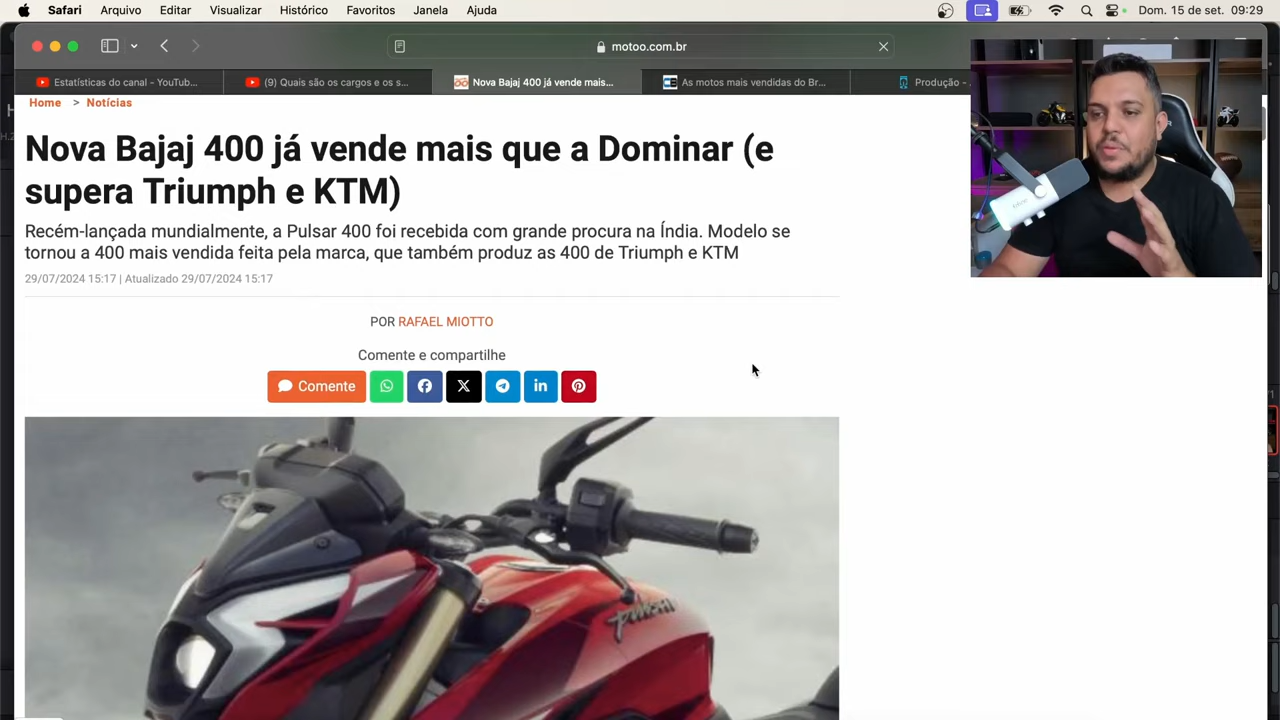 Safari Arquivo Editar Visualizar Histórico Favoritos Janela Ajuda Dom. 15 de set. 09:29
motoo.com.br
Estatísticas do canal - YouTub... (9) Quais são os cargos e os s... Nova Bajaj 400 já vende mais... As motos mais vendidas do Br... Produção -
Home > Notícias
Nova Bajaj 400 já vende mais que a Dominar (e
supera Triumph e KTM)
Recém-lançada mundialmente, a Pulsar 400 foi recebida com grande procura na Índia. Modelo se
tornou a 400 mais vendida feita pela marca, que também produz as 400 de Triumph e KTM
29/07/2024 15:17 | Atualizado 29/07/2024 15:17
POR RAFAEL MIOTTO
Comente e compartilhe
Comente
pulsar